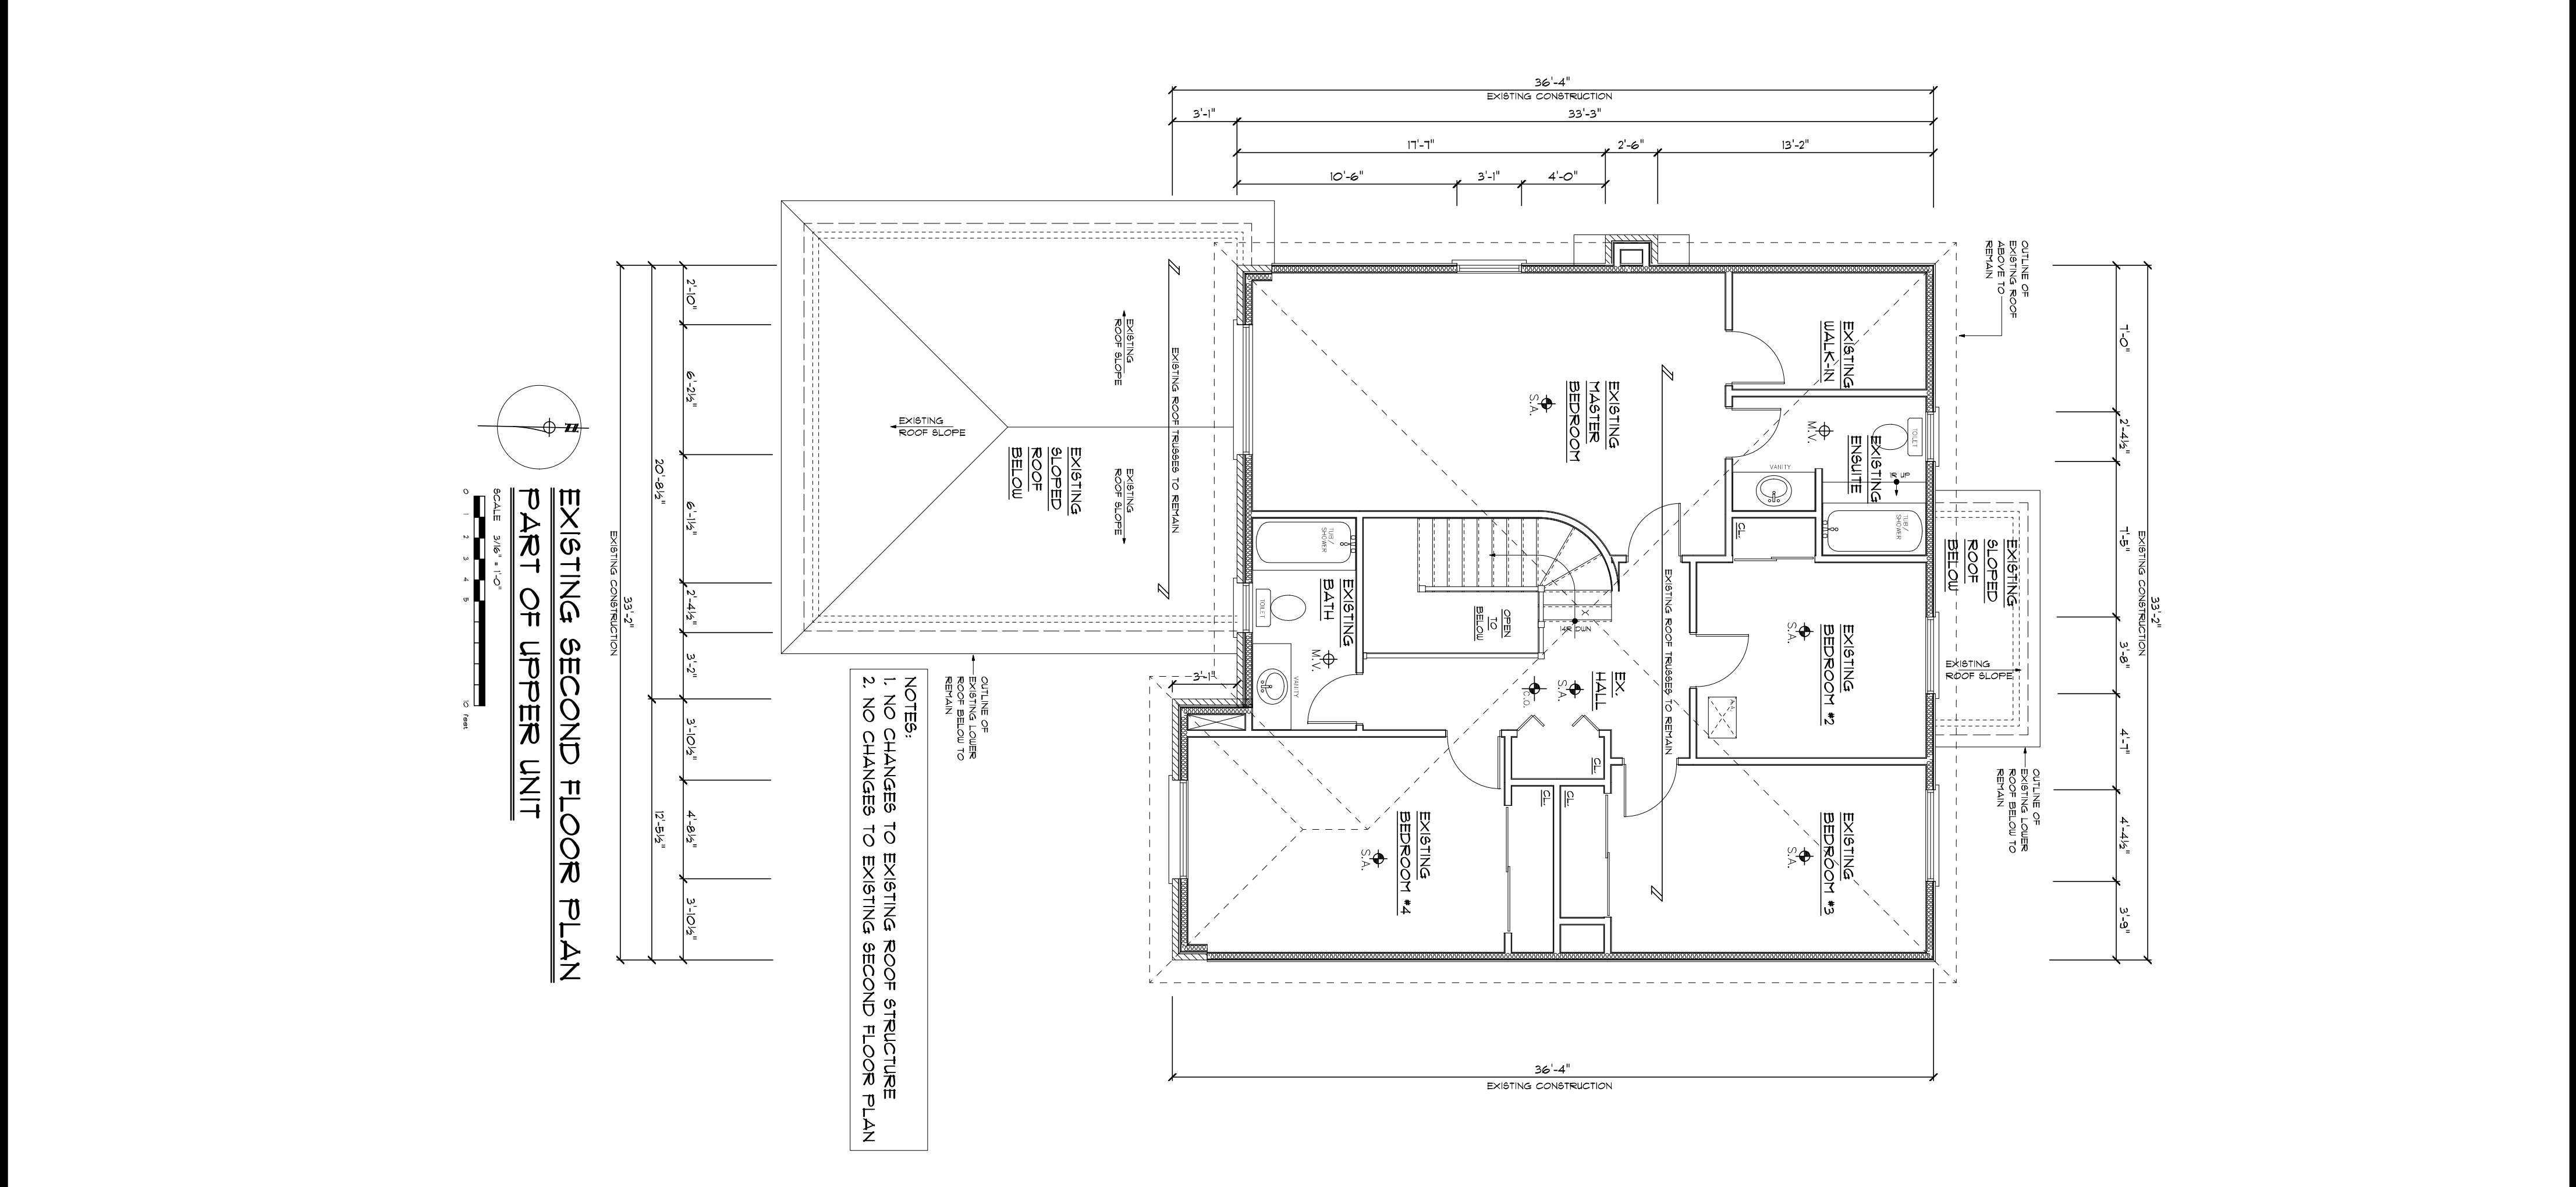 36'-4"
EXISTING CONSTRUCTION
3'-1"
33'-3"
17'-7"
2'-6"
13'-2"
10'-6"
3'-1"
4'-0"
OUTLINE OF
EXISTING ROOF
ABOVE TO
REMAIN
33'-2"
EXISTING CONSTRUCTION
7'-0"
2'-4½"
7'-5"
3'-8"
4'-7"
4'-4½"
3'-9"
EXISTING
WALK-IN
EXISTING
ENSUITE
M.V.
TOILET
VANITY
TUB/
SHOWER
CL.
EXISTING
MASTER
BEDROOM
S.A.
EXISTING
SLOPED
ROOF
BELOW
EXISTING
ROOF SLOPE
OUTLINE OF
EXISTING LOWER
ROOF BELOW TO
REMAIN
EXISTING
BEDROOM #2
S.A.
EXISTING
BEDROOM #3
S.A.
EXISTING ROOF TRUSSES TO REMAIN
EX.
HALL
S.A.
C.O.
CL.
CL.
CL.
OPEN
TO
BELOW
EXISTING
BATH
M.V.
TUB/
SHOWER
TOILET
VANITY
EXISTING
BEDROOM #4
S.A.
3'-1"
EXISTING ROOF TRUSSES TO REMAIN
EXISTING
ROOF SLOPE
EXISTING
ROOF SLOPE
EXISTING
ROOF SLOPE
EXISTING
SLOPED
ROOF
BELOW
OUTLINE OF
EXISTING LOWER
ROOF BELOW TO
REMAIN
NOTES:
1. NO CHANGES TO EXISTING ROOF STRUCTURE
2. NO CHANGES TO EXISTING SECOND FLOOR PLAN
2'-10"
6'-2½"
6'-1½"
2'-4½"
3'-2"
3'-10½"
4'-8½"
3'-10½"
20'-8½"
12'-5½"
33'-2"
EXISTING CONSTRUCTION
36'-4"
EXISTING CONSTRUCTION
EXISTING SECOND FLOOR PLAN
PART OF UPPER UNIT
SCALE 3/16" = 1'-0"
0 1 2 3 4 5 10 feet